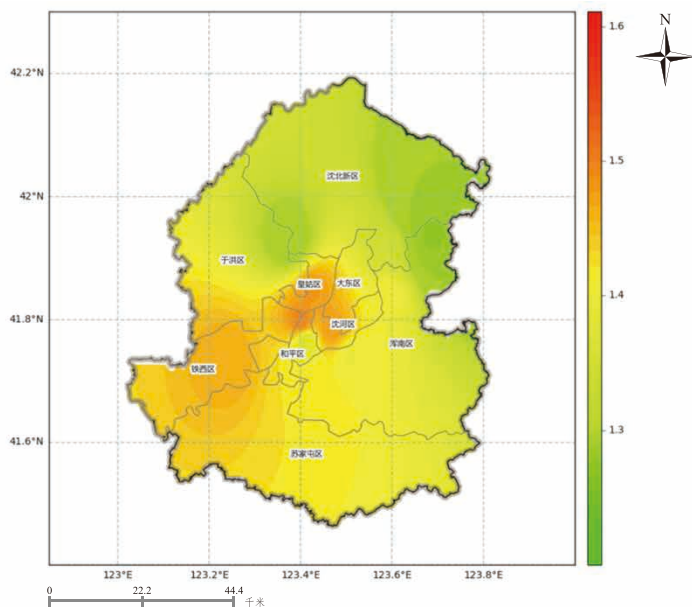 N
1.6
42.2°N
1.5
沈北新区
42°N
于洪区
皇姑区
大东区
1.4
41.8°N
沈河区
浑南区
和平区
铁西区
1.3
41.6°N
苏家屯区
123°E
123.2°E
123.4°E
123.6°E
123.8°E
0
22.2
44.4
千米